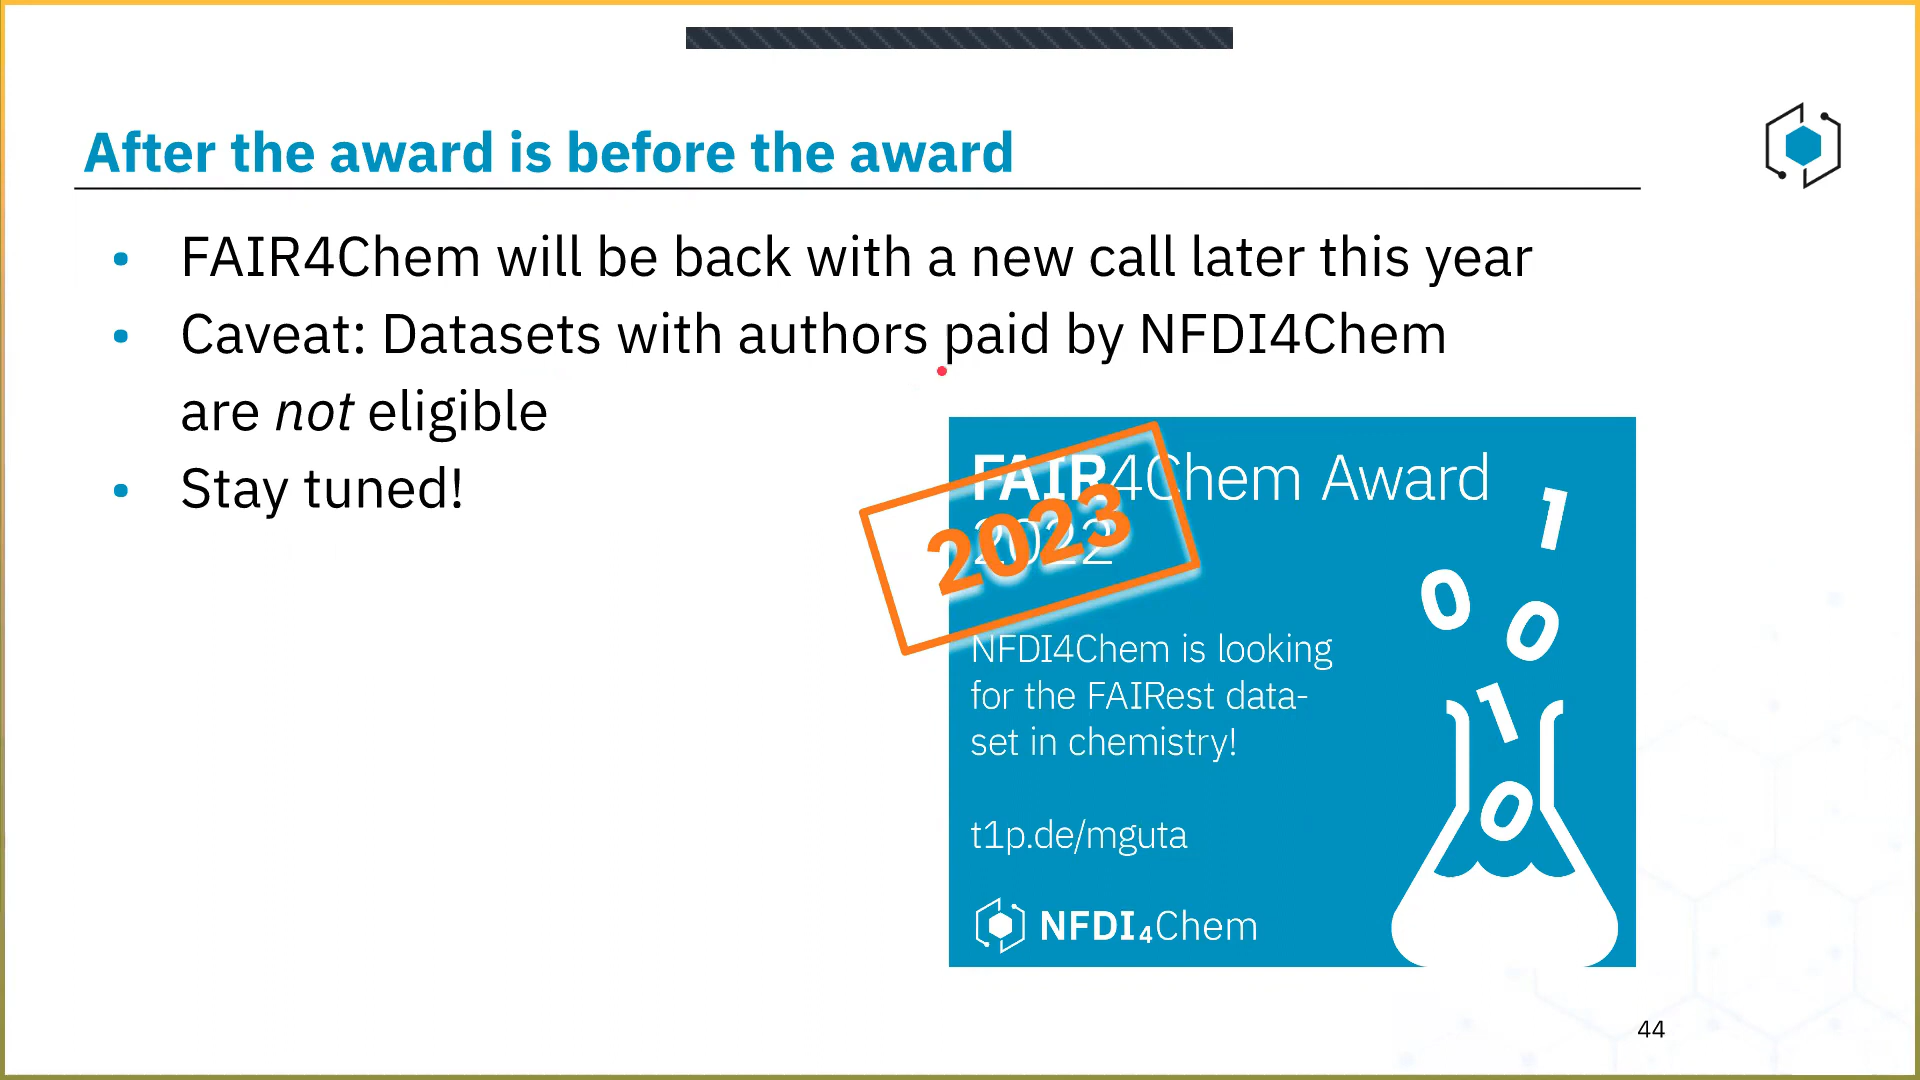 After the award is before the award
• FAIR4Chem will be back with a new call later this year
• Caveat: Datasets with authors paid by NFDI4Chem
are not eligible
• Stay tuned!
FAIR4Chem Award
2022
2023
NFDI4Chem is looking
for the FAIRest data-
set in chemistry!
t1p.de/mguta
NFDI4Chem
1
0
0
1
0
44